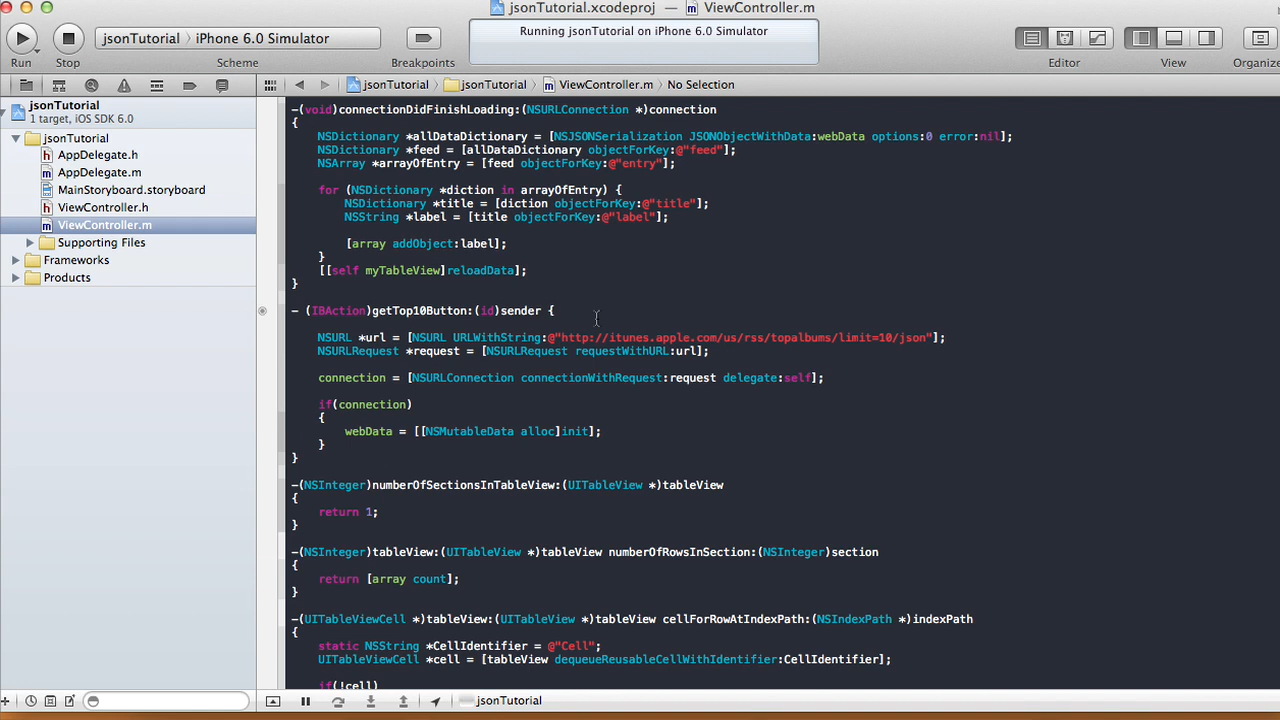 jsonTutorial.xcodeproj — ViewController.m
jsonTutorial > iPhone 6.0 Simulator
Running jsonTutorial on iPhone 6.0 Simulator
Run Stop Scheme Breakpoints Editor View Organize
jsonTutorial
1 target, iOS SDK 6.0
jsonTutorial > jsonTutorial > ViewController.m > No Selection
jsonTutorial
AppDelegate.h
AppDelegate.m
MainStoryboard.storyboard
ViewController.h
ViewController.m
Supporting Files
Frameworks
Products
-(void)connectionDidFinishLoading:(NSURLConnection *)connection
{
NSDictionary *allDataDictionary = [NSJSONSerialization JSONObjectWithData:webData options:0 error:nil];
NSDictionary *feed = [allDataDictionary objectForKey:@"feed"];
NSArray *arrayOfEntry = [feed objectForKey:@"entry"];
for (NSDictionary *diction in arrayOfEntry) {
NSDictionary *title = [diction objectForKey:@"title"];
NSString *label = [title objectForKey:@"label"];
[array addObject:label];
}
[[self myTableView]reloadData];
}
- (IBAction)getTop10Button:(id)sender {
NSURL *url = [NSURL URLWithString:@"http://itunes.apple.com/us/rss/topalbums/limit=10/json"];
NSURLRequest *request = [NSURLRequest requestWithURL:url];
connection = [NSURLConnection connectionWithRequest:request delegate:self];
if(connection)
{
webData = [[NSMutableData alloc]init];
}
}
-(NSInteger)numberOfSectionsInTableView:(UITableView *)tableView
{
return 1;
}
-(NSInteger)tableView:(UITableView *)tableView numberOfRowsInSection:(NSInteger)section
{
return [array count];
}
-(UITableViewCell *)tableView:(UITableView *)tableView cellForRowAtIndexPath:(NSIndexPath *)indexPath
{
static NSString *CellIdentifier = @"Cell";
UITableViewCell *cell = [tableView dequeueReusableCellWithIdentifier:CellIdentifier];
if(!cell)
jsonTutorial